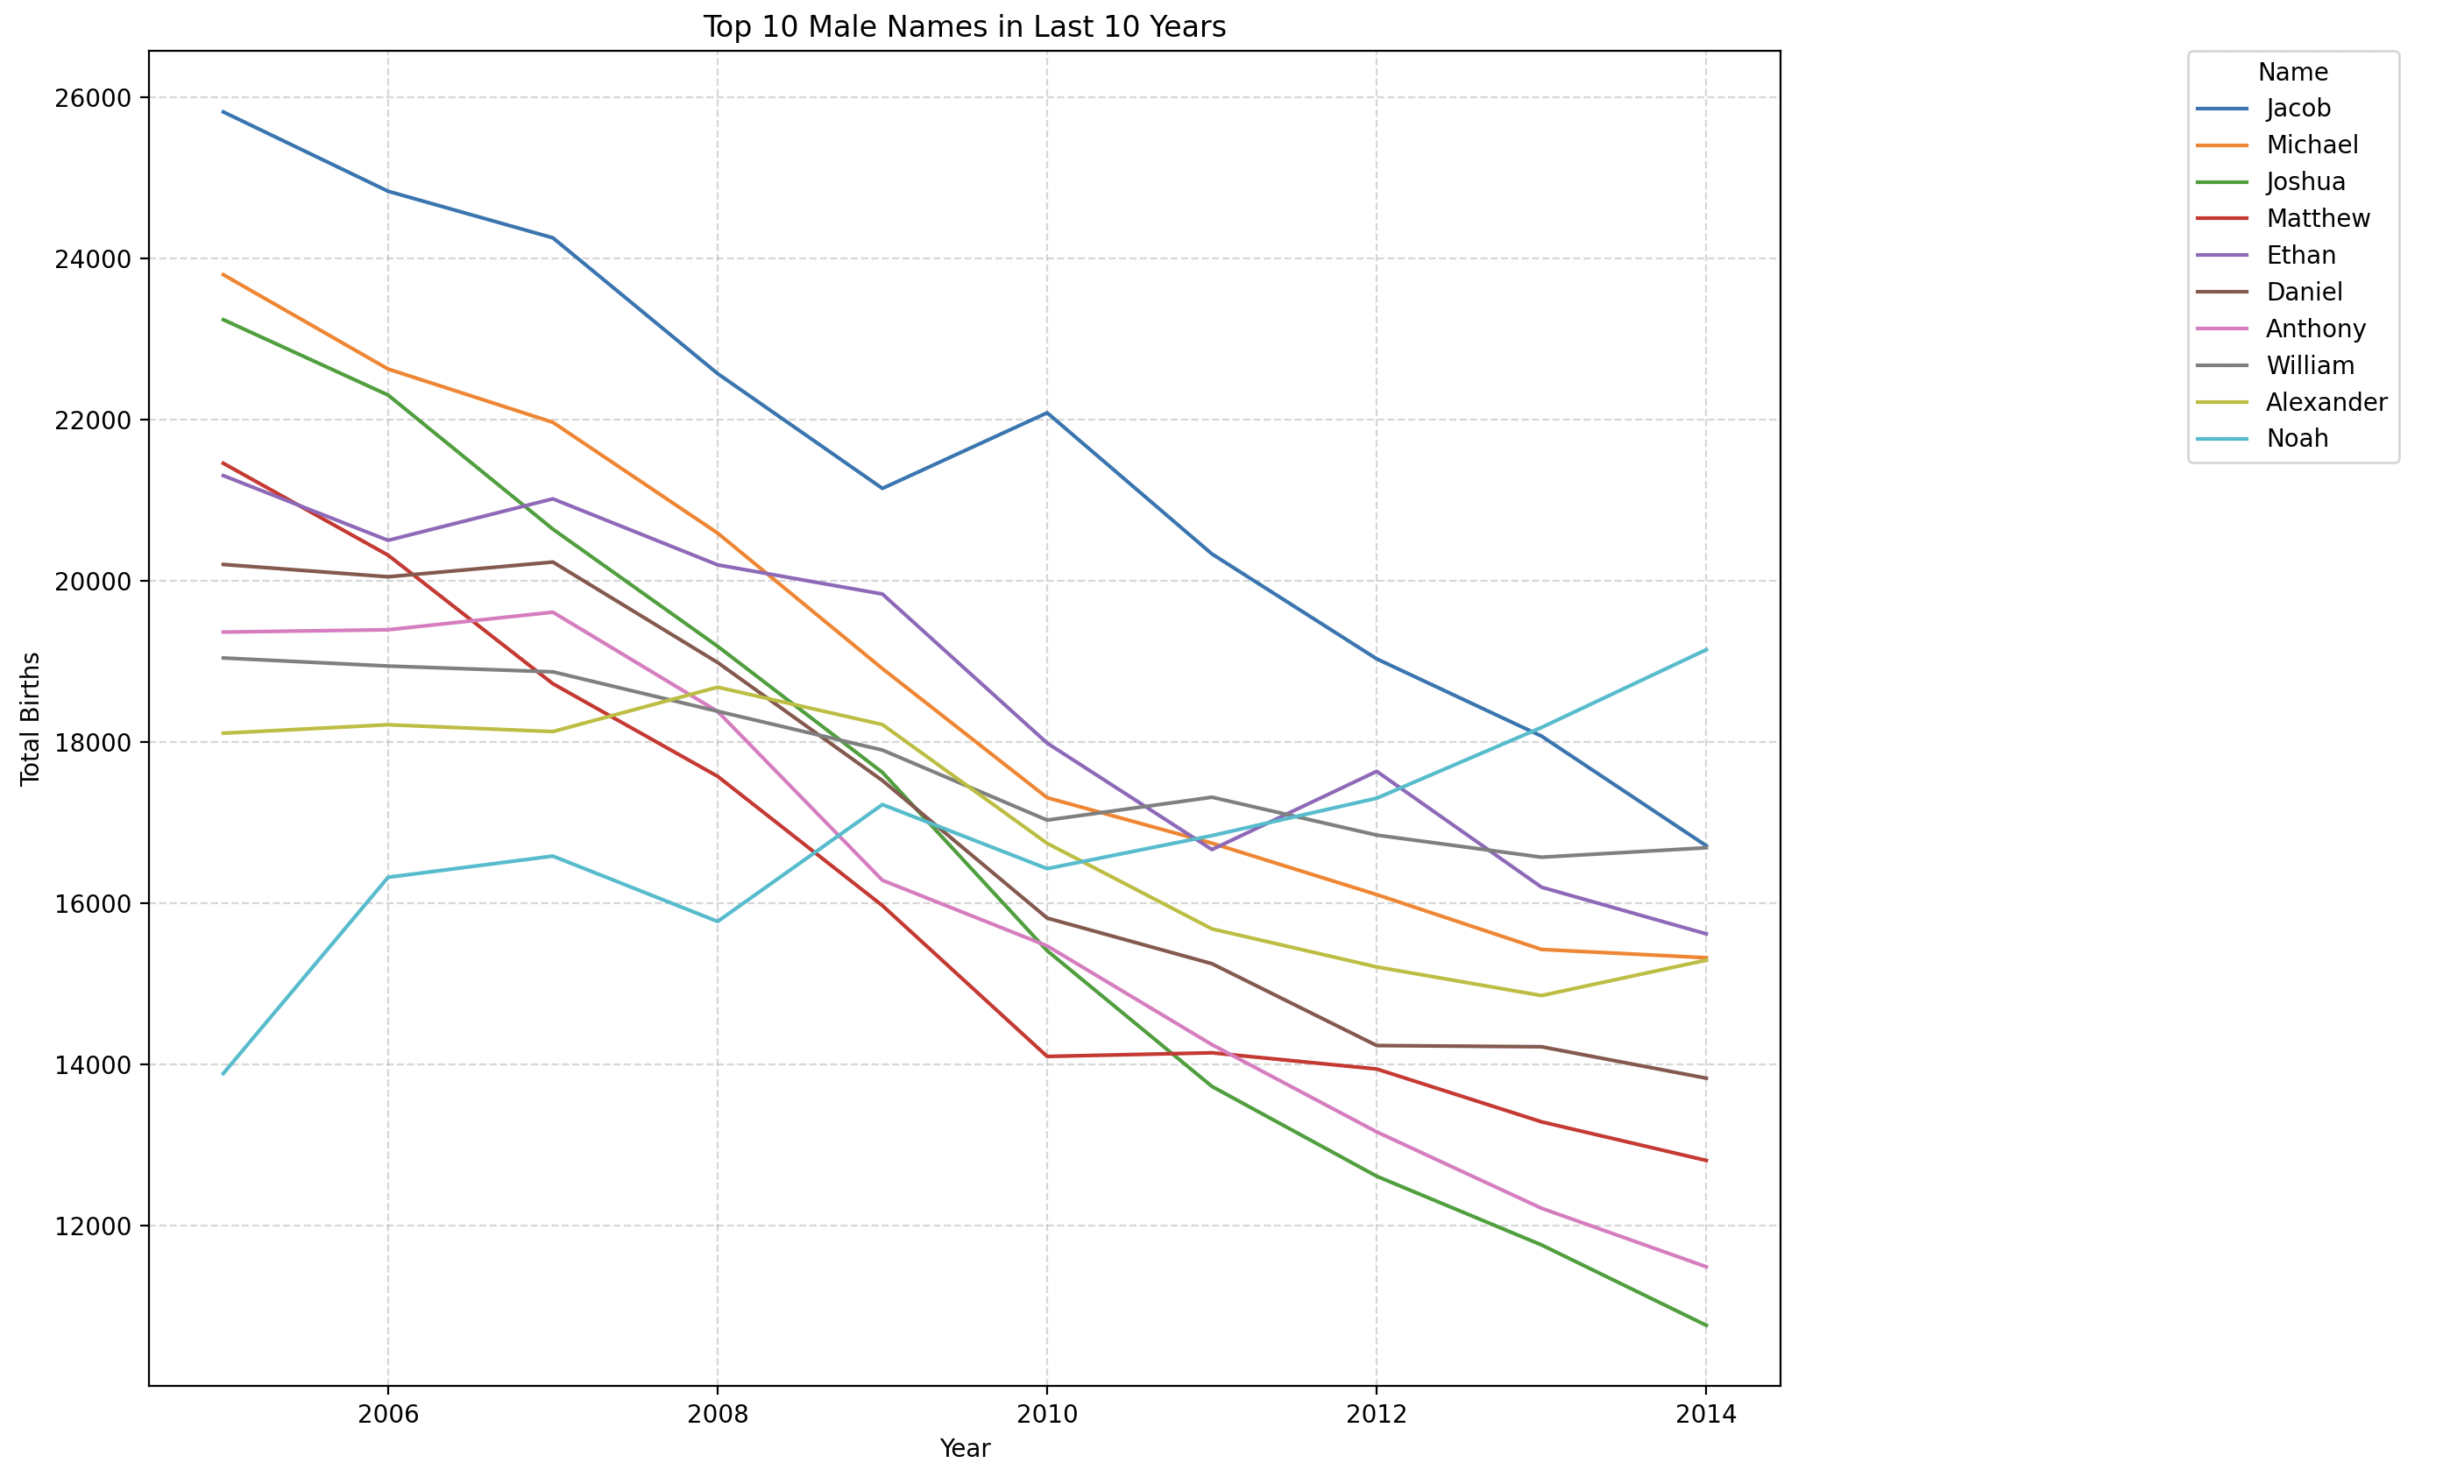 Top 10 Male Names in Last 10 Years
26000
24000
22000
20000
18000
16000
14000
12000
Total Births
2006
2008
2010
2012
2014
Year
Name
Jacob
Michael
Joshua
Matthew
Ethan
Daniel
Anthony
William
Alexander
Noah